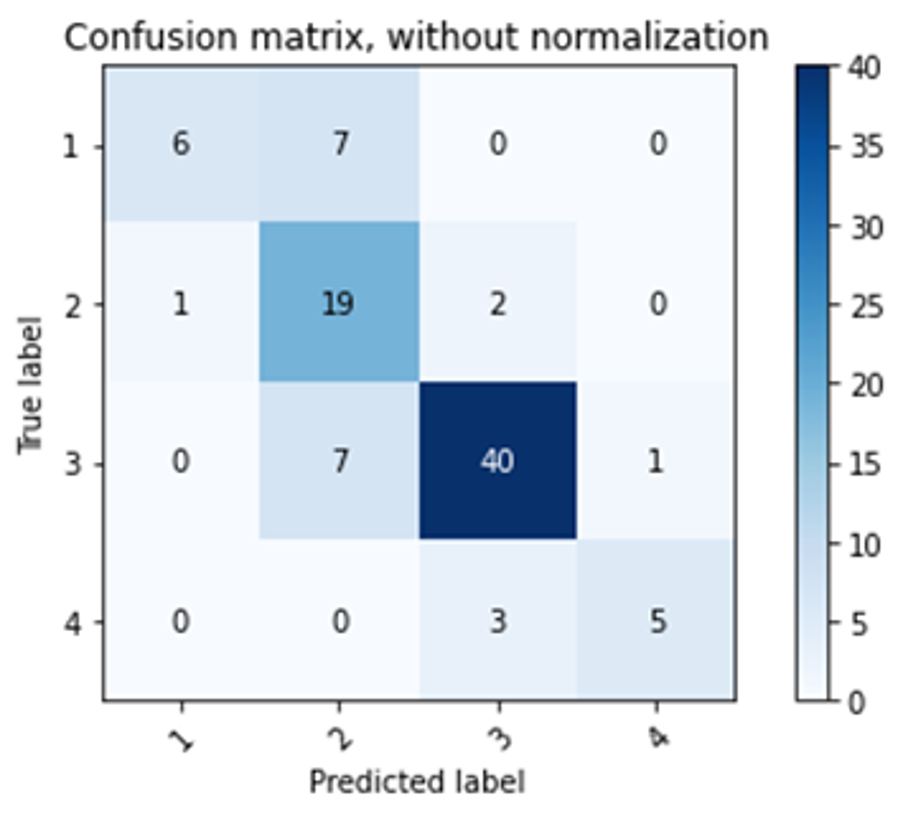 Confusion matrix, without normalization
40
35
30
25
20
15
10
5
0
True label
1 6 7 0 0
2 1 19 2 0
3 0 7 40 1
4 0 0 3 5
1 2 3 4
Predicted label